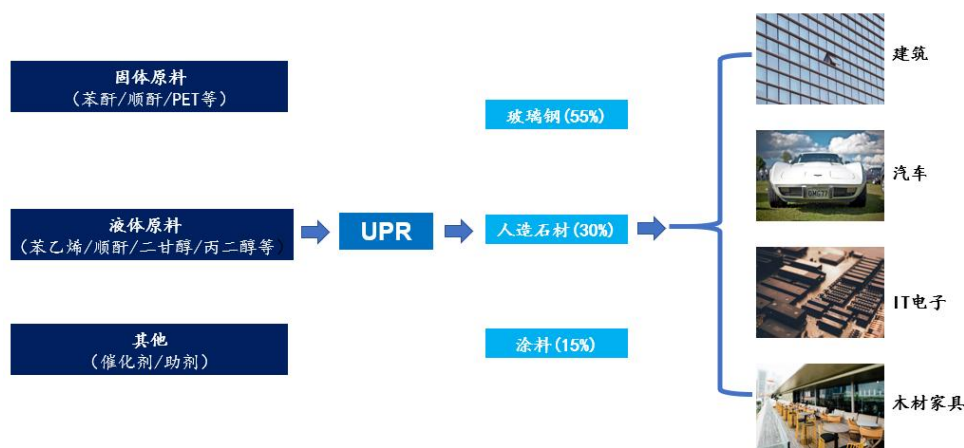 固体原料
（苯酐/顺酐/PET等）
液体原料
（苯乙烯/顺酐/二甘醇/丙二醇等）
其他
（催化剂/助剂）
UPR
玻璃钢(55%)
人造石材(30%)
涂料(15%)
建筑
汽车
IT电子
木材家具